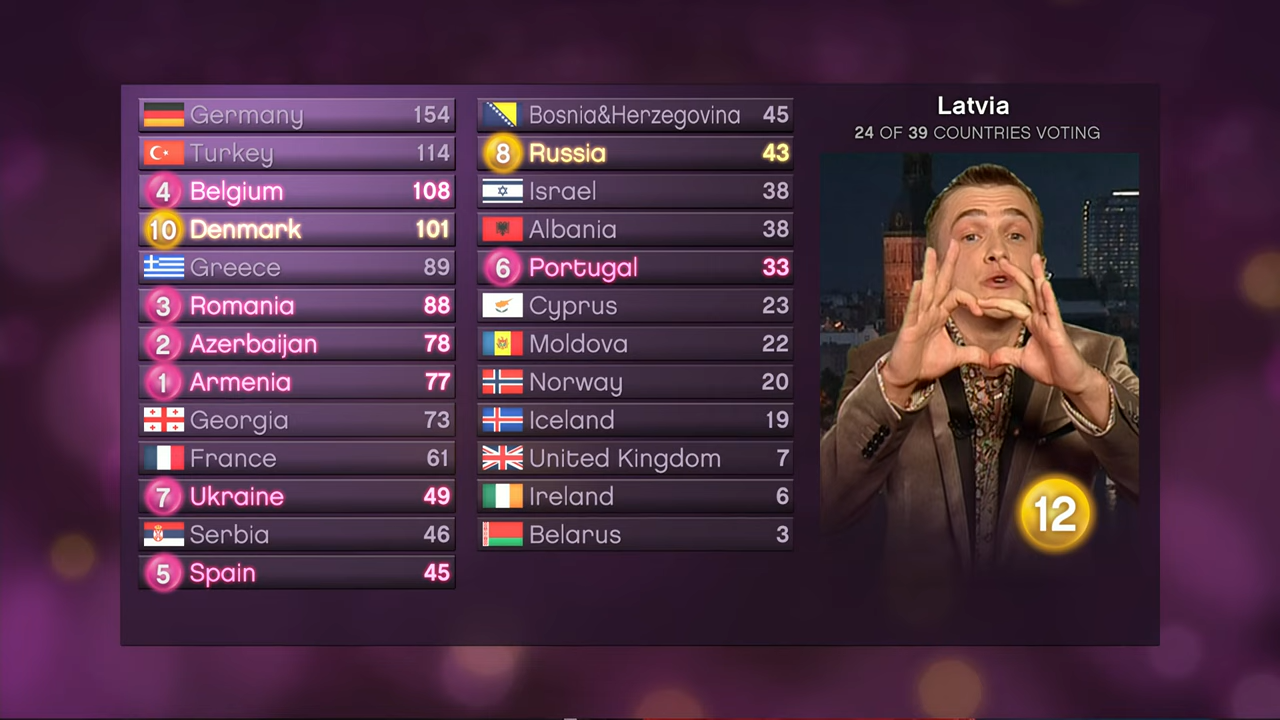 Germany 154
Turkey 114
4 Belgium 108
10 Denmark 101
Greece 89
3 Romania 88
2 Azerbaijan 78
1 Armenia 77
Georgia 73
France 61
7 Ukraine 49
Serbia 46
5 Spain 45
Bosnia&Herzegovina 45
8 Russia 43
Israel 38
Albania 38
6 Portugal 33
Cyprus 23
Moldova 22
Norway 20
Iceland 19
United Kingdom 7
Ireland 6
Belarus 3
Latvia
24 OF 39 COUNTRIES VOTING
12